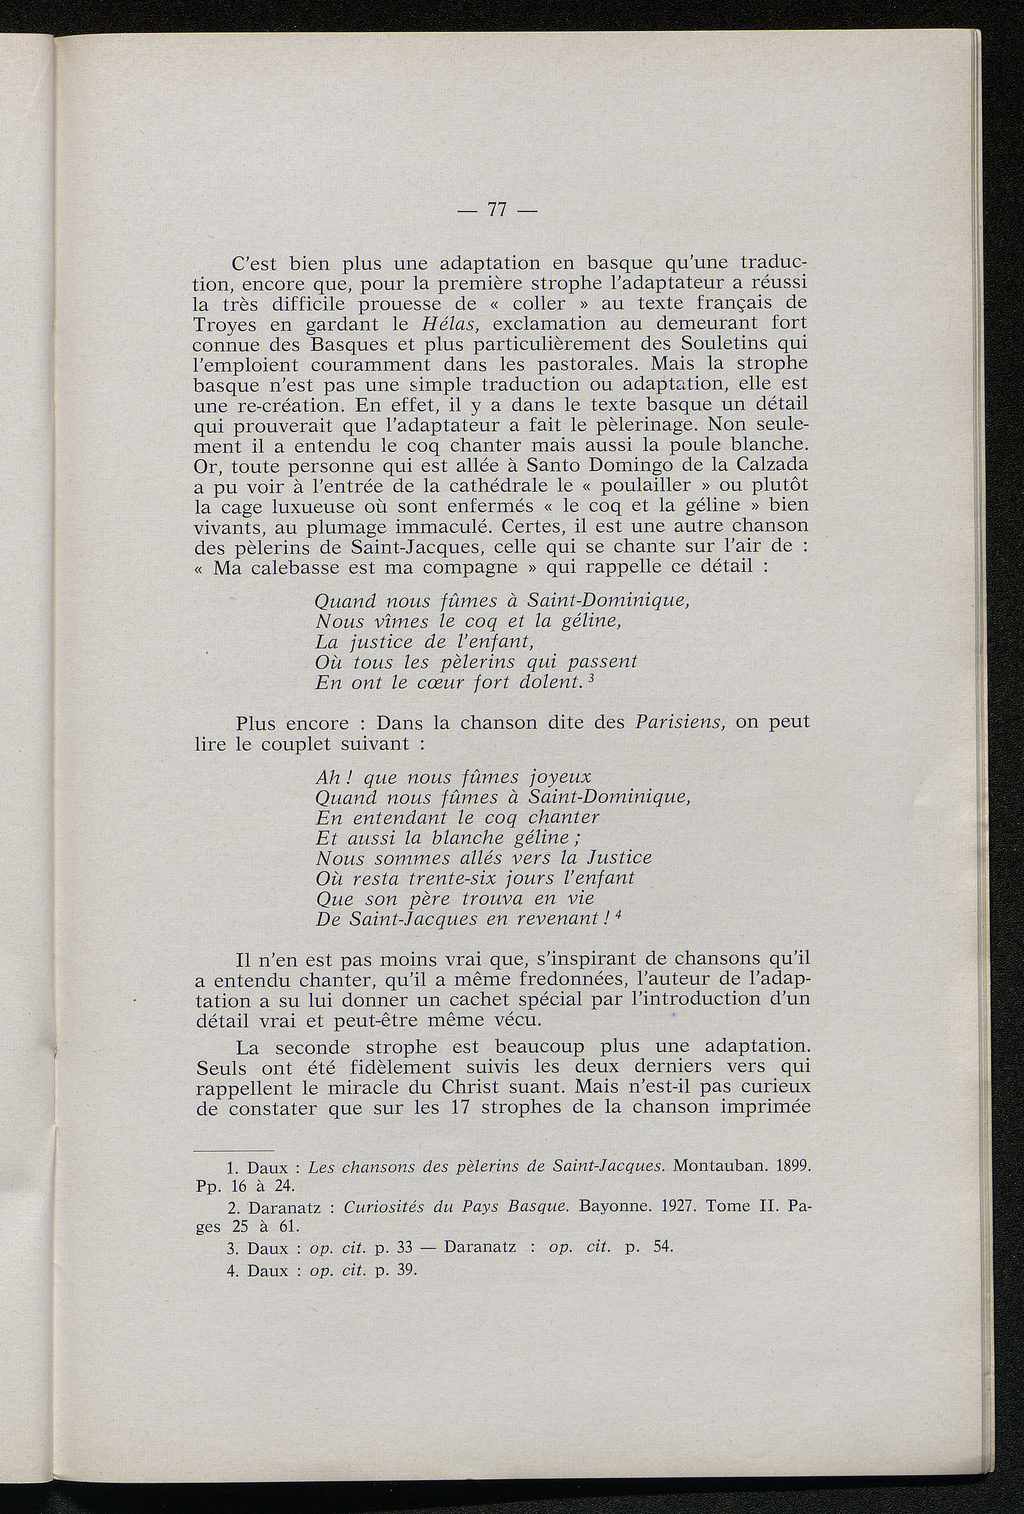 — 77 —
C'est bien plus une adaptation en basque qu'une traduc-
tion, encore que, pour la première strophe l'adaptateur a réussi
la très difficile prouesse de « coller » au texte français de
Troyes en gardant le Hélas, exclamation au demeurant fort
connue des Basques et plus particulièrement des Souletins qui
l'emploient couramment dans les pastorales. Mais la strophe
basque n'est pas une simple traduction ou adaptation, elle est
une re-création. En effet, il y a dans le texte basque un détail
qui prouverait que l'adaptateur a fait le pèlerinage. Non seule-
ment il a entendu le coq chanter mais aussi la poule blanche.
Or, toute personne qui est allée à Santo Domingo de la Calzada
a pu voir à l'entrée de la cathédrale le « poulailler » ou plutôt
la cage luxueuse où sont enfermés « le coq et la géline » bien
vivants, au plumage immaculé. Certes, il est une autre chanson
des pèlerins de Saint-Jacques, celle qui se chante sur l'air de :
« Ma calebasse est ma compagne » qui rappelle ce détail :
Quand nous fûmes à Saint-Dominique,
Nous vîmes le coq et la géline,
La justice de l'enfant,
Où tous les pèlerins qui passent
En ont le cœur fort dolent. 3
Plus encore : Dans la chanson dite des Parisiens, on peut
lire le couplet suivant :
Ah ! que nous fûmes joyeux
Quand nous fûmes à Saint-Dominique,
En entendant le coq chanter
Et aussi la blanche géline ;
Nous sommes allés vers la Justice
Où resta trente-six jours l'enfant
Que son père trouva en vie
De Saint-Jacques en revenant ! 4
Il n'en est pas moins vrai que, s'inspirant de chansons qu'il
a entendu chanter, qu'il a même fredonnées, l'auteur de l'adap-
tation a su lui donner un cachet spécial par l'introduction d'un
détail vrai et peut-être même vécu.
La seconde strophe est beaucoup plus une adaptation.
Seuls ont été fidèlement suivis les deux derniers vers qui
rappellent le miracle du Christ suant. Mais n'est-il pas curieux
de constater que sur les 17 strophes de la chanson imprimée
1. Daux : Les chansons des pèlerins de Saint-Jacques. Montauban. 1899.
Pp. 16 à 24.
2. Daranatz : Curiosités du Pays Basque. Bayonne. 1927. Tome II. Pa-
ges 25 à 61.
3. Daux : op. cit. p. 33 — Daranatz : op. cit. p. 54.
4. Daux : op. cit. p. 39.